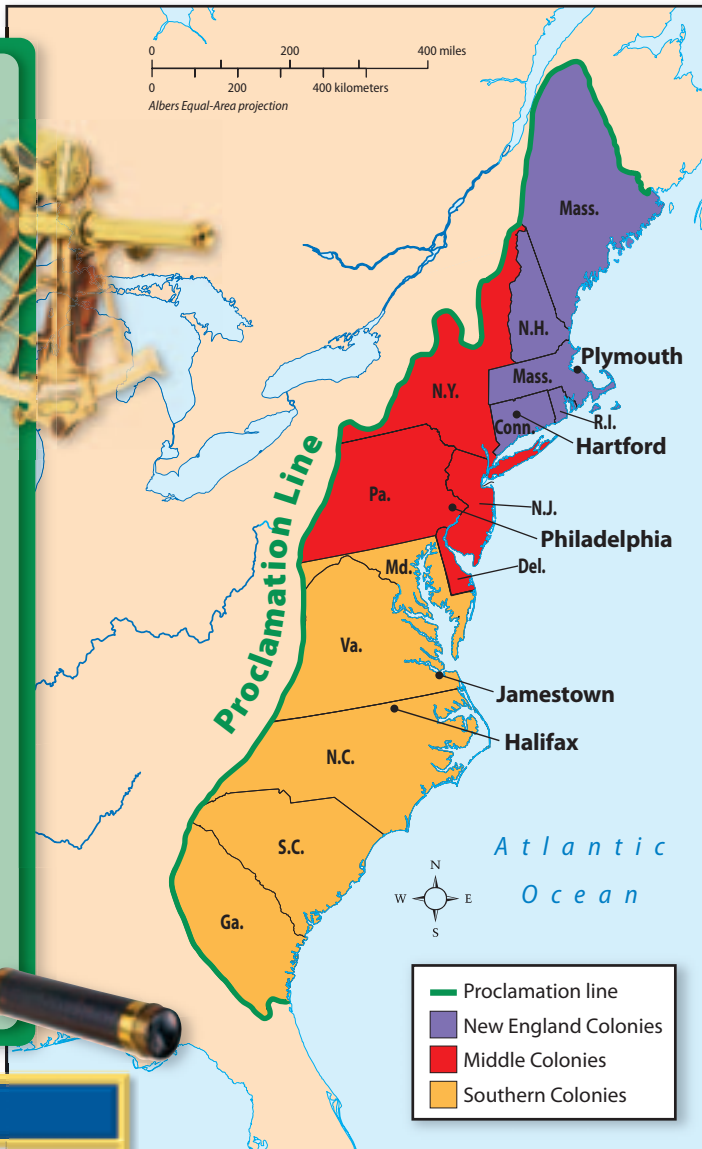 0 200 400 miles
0 200 400 kilometers
Albers Equal-Area projection
Mass.
N.H.
Plymouth
Mass.
N.Y.
R.I.
Conn.
Hartford
Proclamation Line
Pa.
N.J.
Philadelphia
Md.
Del.
Va.
Jamestown
Halifax
N.C.
S.C.
Atlantic
Ocean
N
W E
S
Ga.
Proclamation line
New England Colonies
Middle Colonies
Southern Colonies